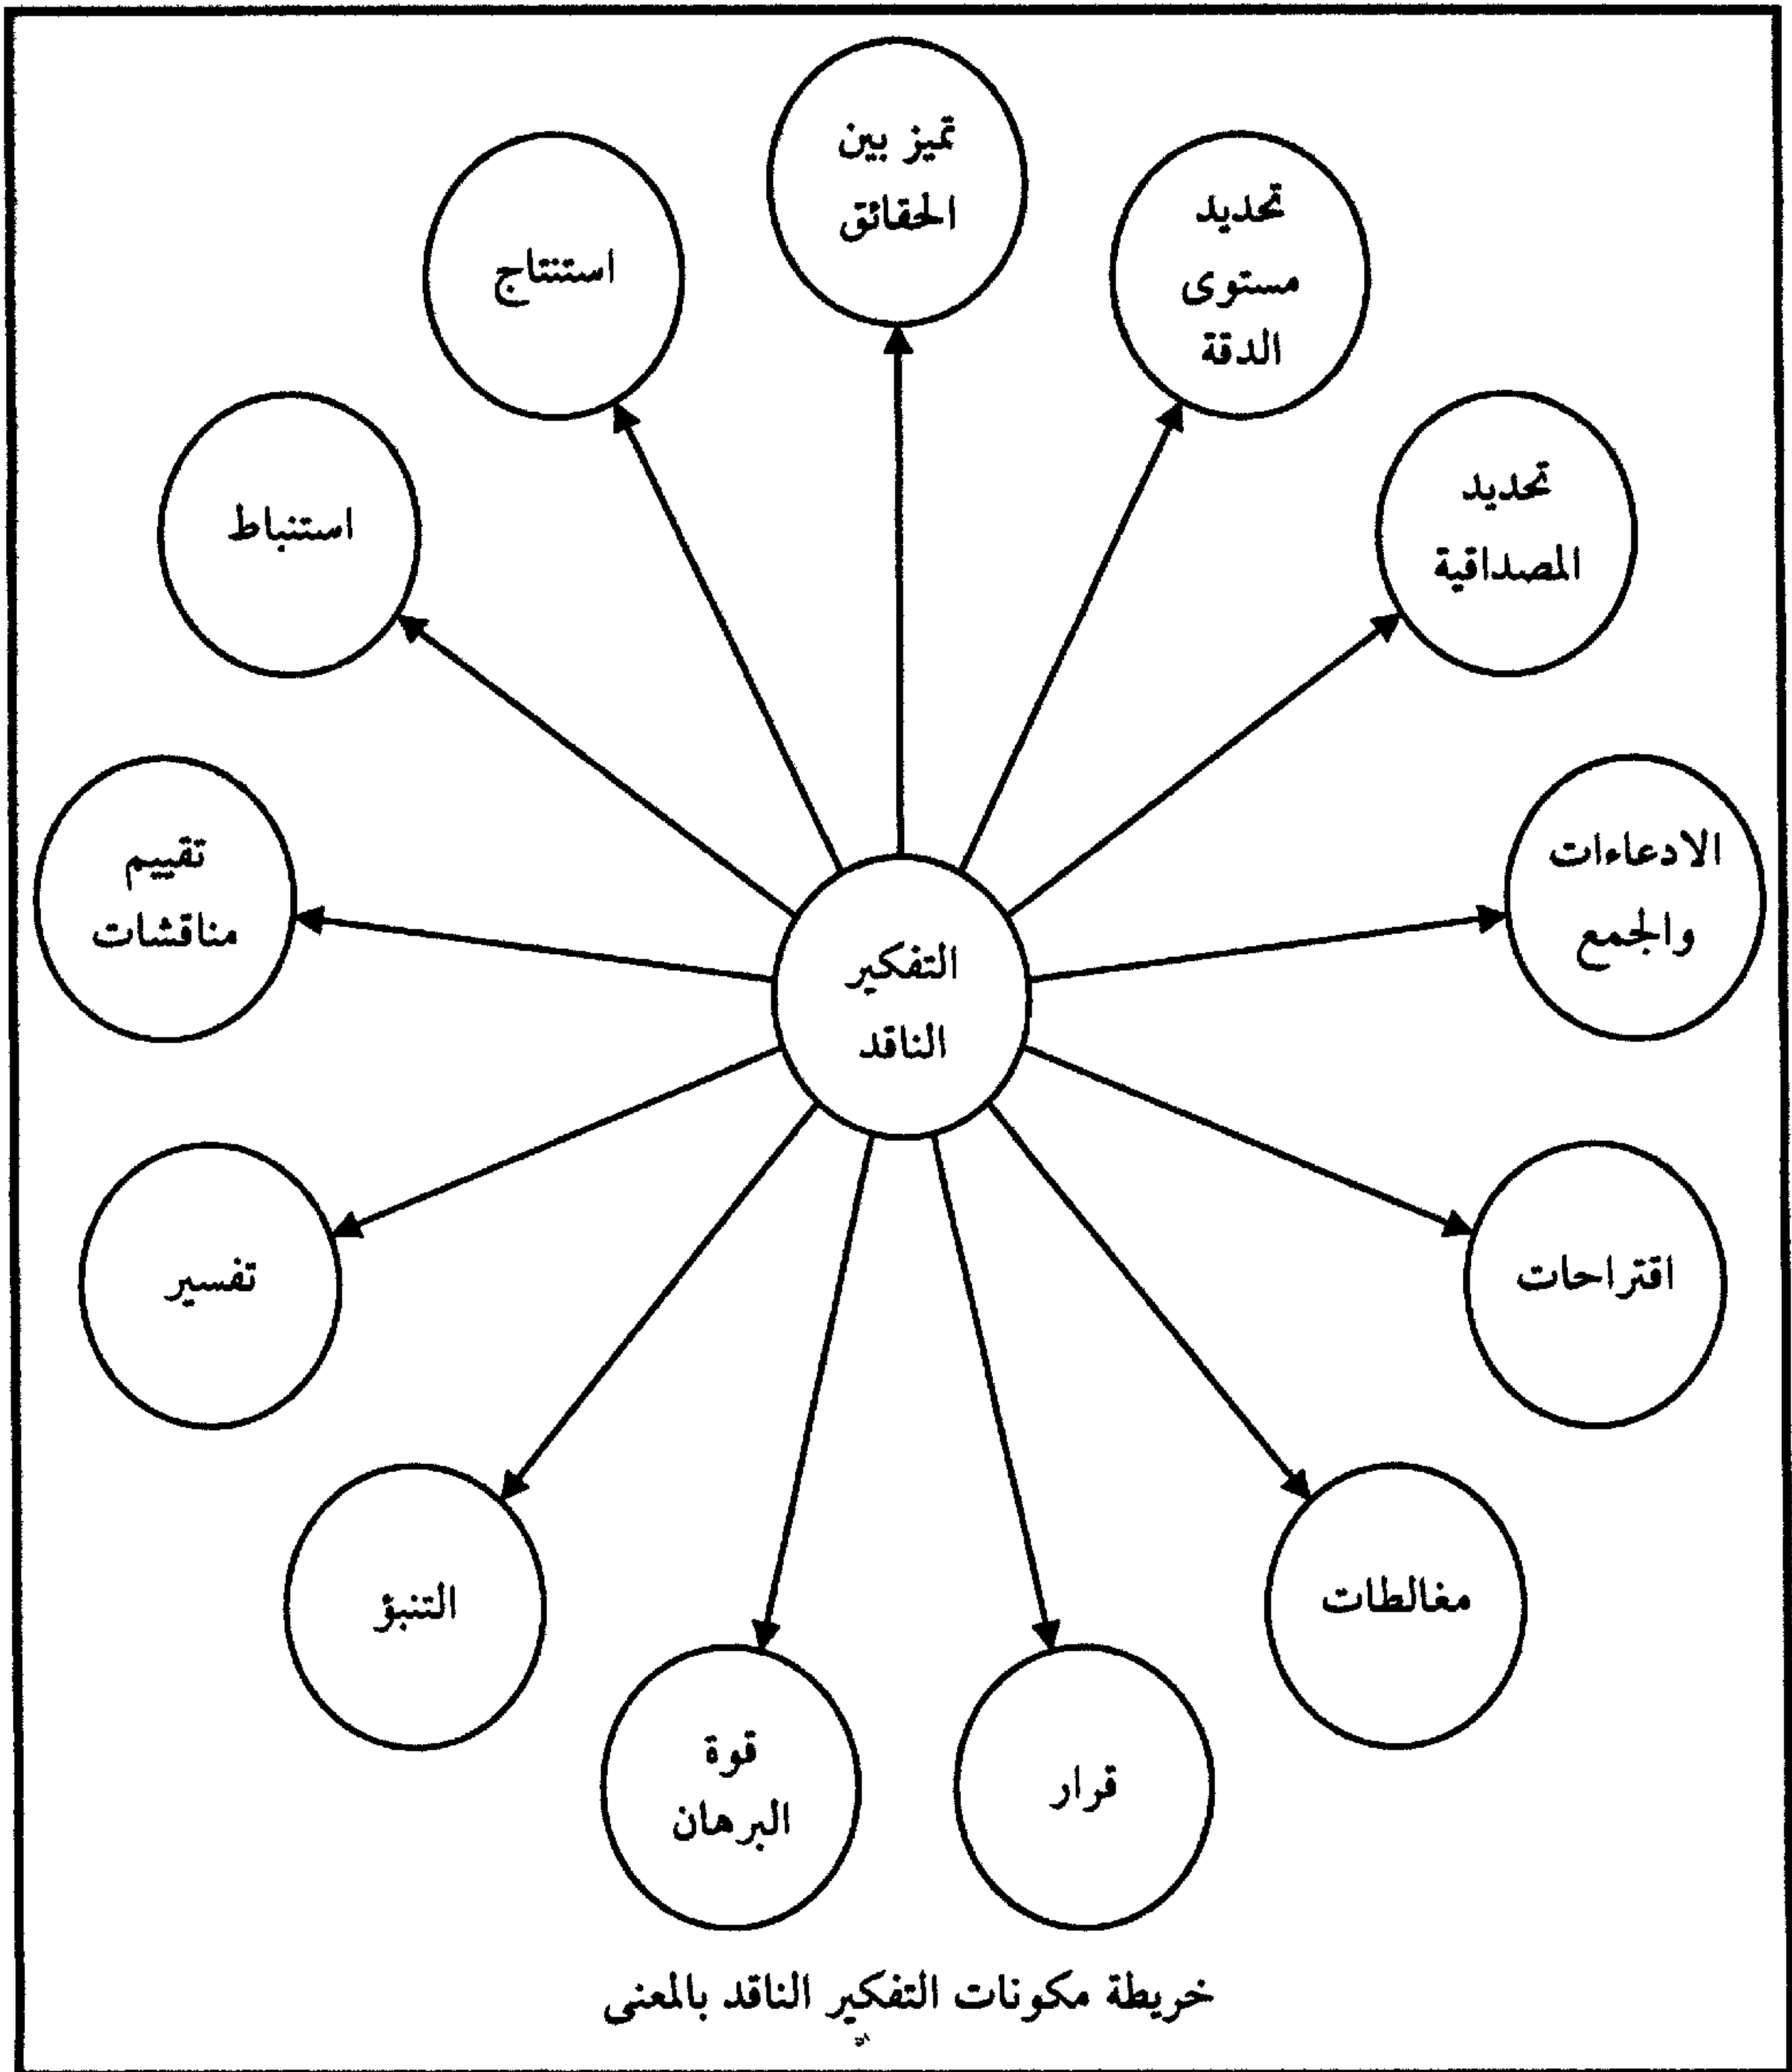 تميز بين
الحقائق
تحديد
مستوى
الدقة
تحديد
المصداقية
الادعاءات
والجمع
اقتراحات
مغالطات
قرار
قوة
البرهان
التنبؤ
تفسير
تقييم
مناقشات
استنباط
استنتاج
التفكير
الناقد
خريطة مكونات التفكير الناقد بالمعنى